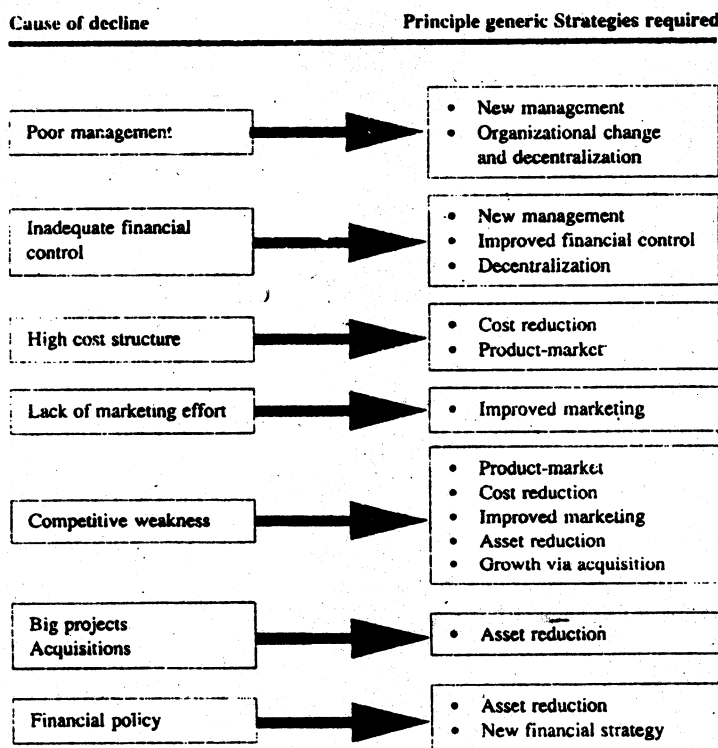 Cause of decline
Principle generic Strategies required
Poor management
• New management
• Organizational change
and decentralization
Inadequate financial
control
• New management
• Improved financial control
• Decentralization
High cost structure
• Cost reduction
• Product-market
Lack of marketing effort
• Improved marketing
Competitive weakness
• Product-market
• Cost reduction
• Improved marketing
• Asset reduction
• Growth via acquisition
Big projects
Acquisitions
• Asset reduction
Financial policy
• Asset reduction
• New financial strategy